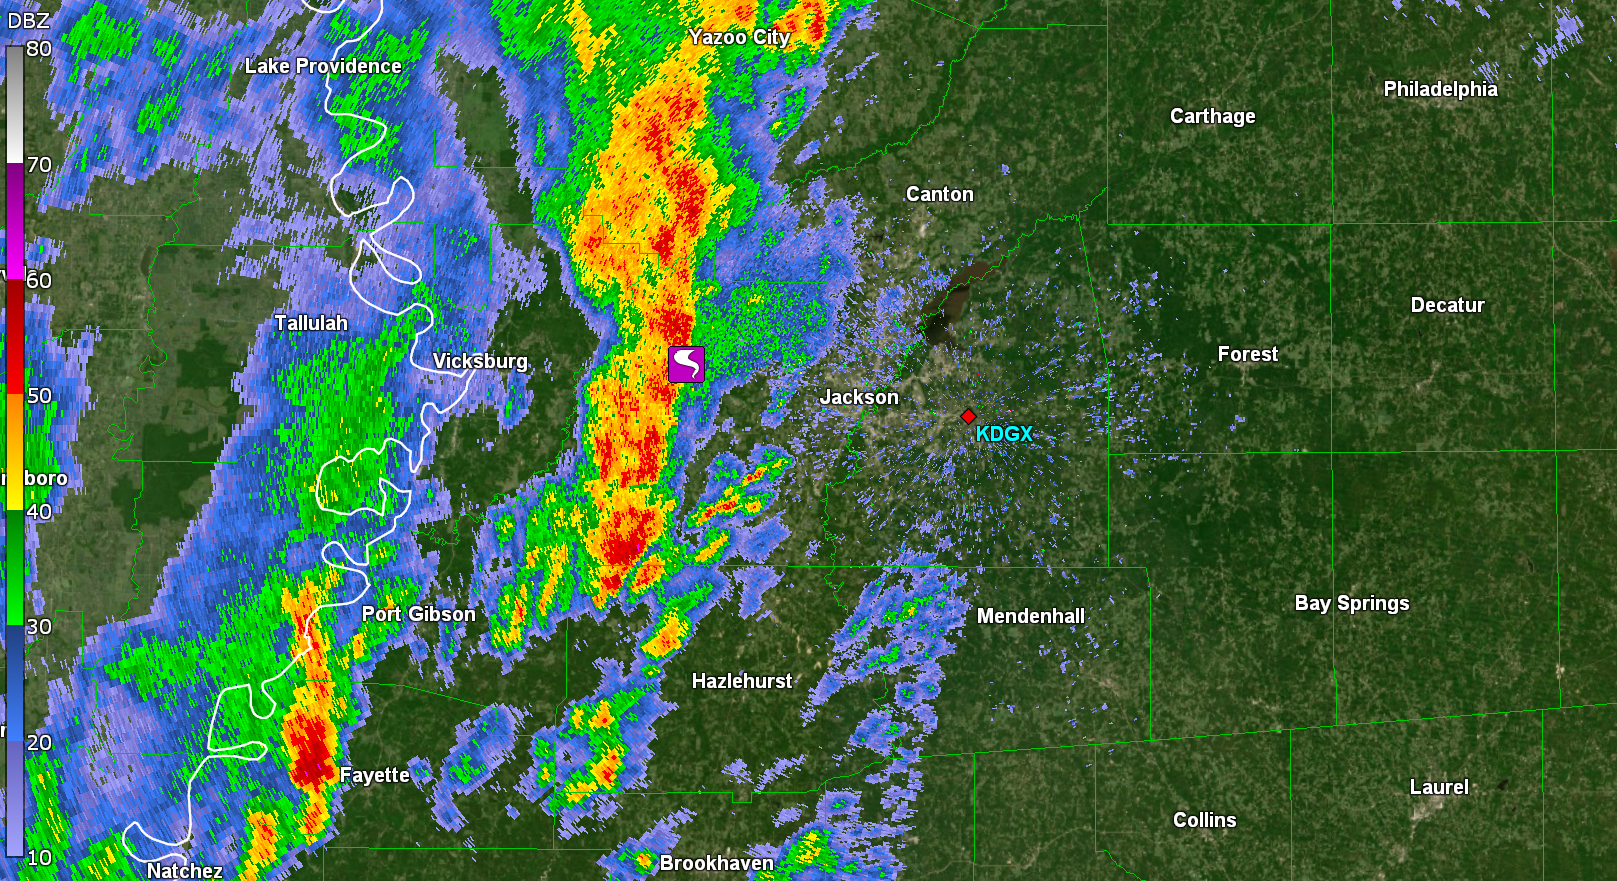 DBZ
80
70
60
50
40
30
20
10
Yazoo City
Lake Providence
Philadelphia
Carthage
Canton
Decatur
Tallulah
Forest
Vicksburg
Jackson
KDGX
boro
Port Gibson
Mendenhall
Bay Springs
Hazlehurst
Fayette
Laurel
Collins
Brookhaven
Natchez